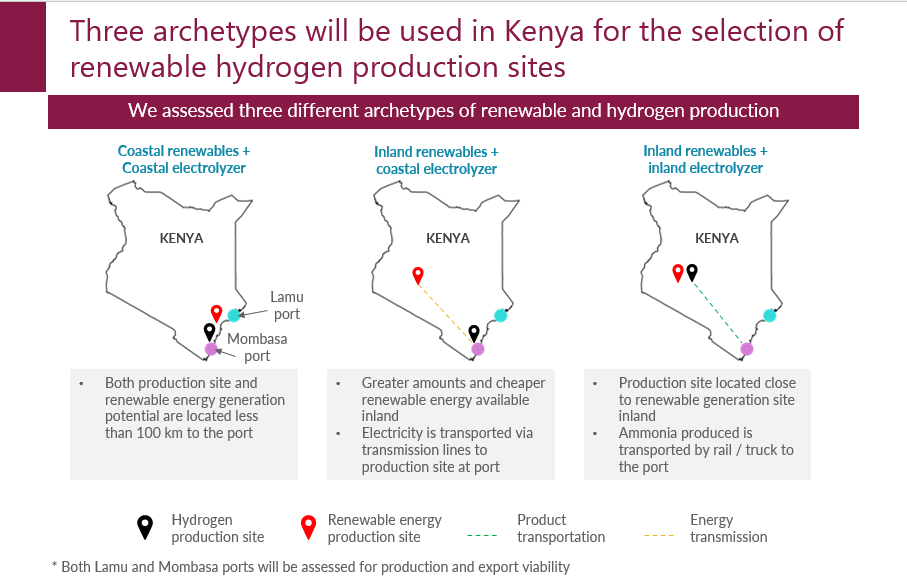 Three archetypes will be used in Kenya for the selection of
renewable hydrogen production sites
We assessed three different archetypes of renewable and hydrogen production
Coastal renewables +
Coastal electrolyzer
KENYA
Lamu
port
Mombasa
port
• Both production site and
renewable energy generation
potential are located less
than 100 km to the port
Inland renewables +
coastal electrolyzer
KENYA
• Greater amounts and cheaper
renewable energy available
inland
• Electricity is transported via
transmission lines to
production site at port
Inland renewables +
inland electrolyzer
KENYA
• Production site located close
to renewable generation site
inland
• Ammonia produced is
transported by rail / truck to
the port
Hydrogen
production site
Renewable energy
production site
Product
transportation
Energy
transmission
* Both Lamu and Mombasa ports will be assessed for production and export viability